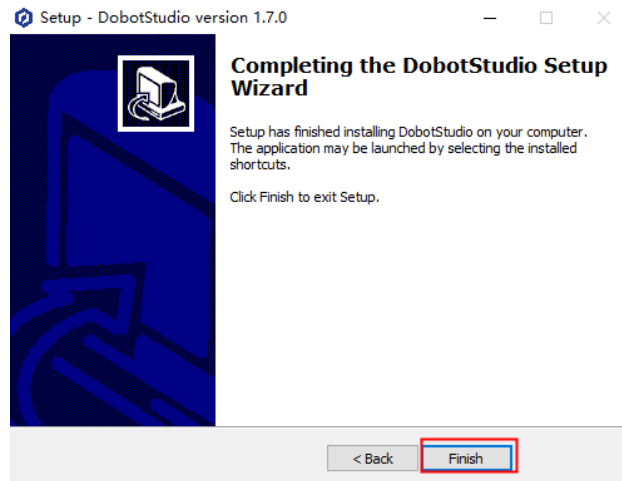 Setup - DobotStudio version 1.7.0
Completing the DobotStudio Setup
Wizard
Setup has finished installing DobotStudio on your computer.
The application may be launched by selecting the installed
shortcuts.
Click Finish to exit Setup.
< Back
Finish